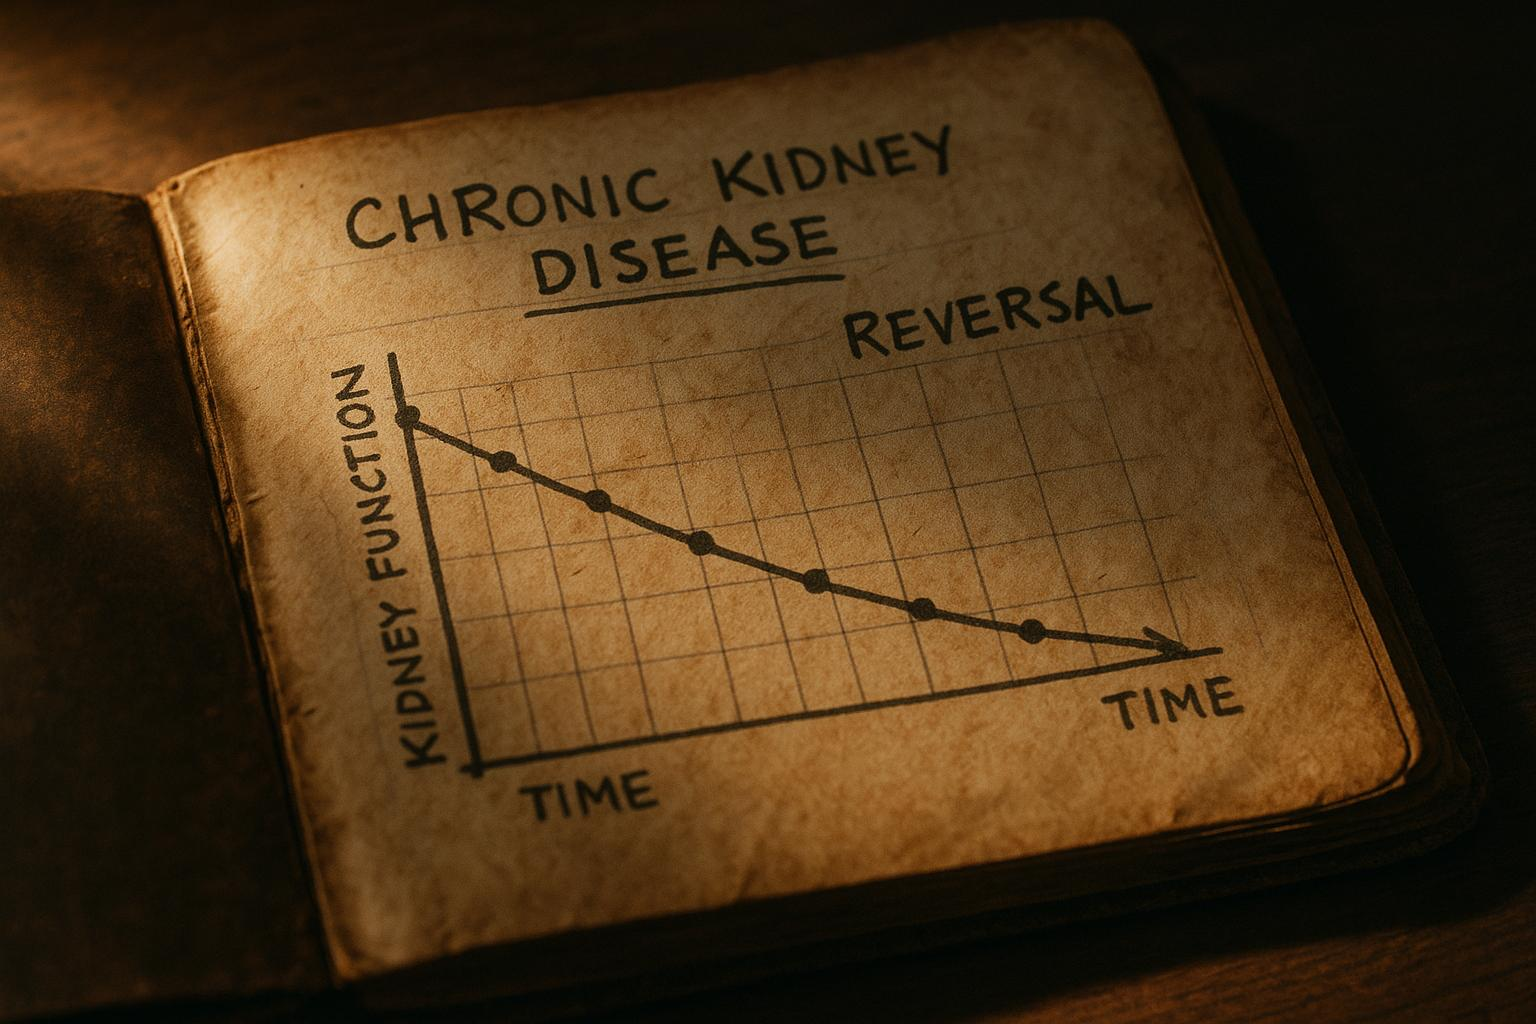 CHRONIC KIDNEY
DISEASE
REVERSAL
KIDNEY FUNCTION
TIME
TIME